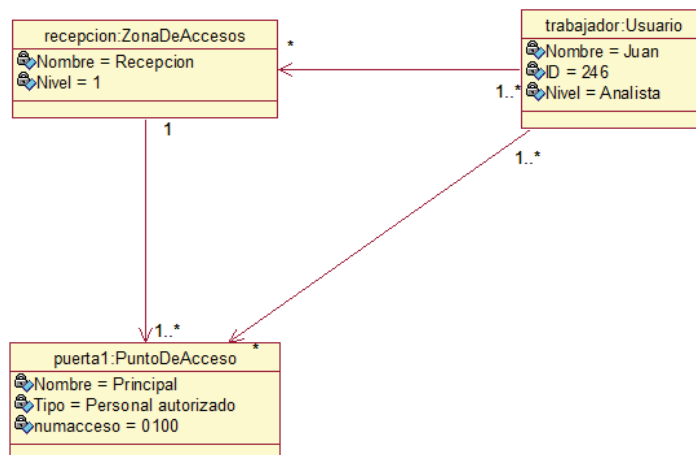 recepcion:ZonaDeAccesos
Nombre = Recepcion
Nivel = 1
trabajador:Usuario
Nombre = Juan
ID = 246
Nivel = Analista
*
1..*
1
1..*
1..*
*
puerta1:PuntoDeAcceso
Nombre = Principal
Tipo = Personal autorizado
numacceso = 0100